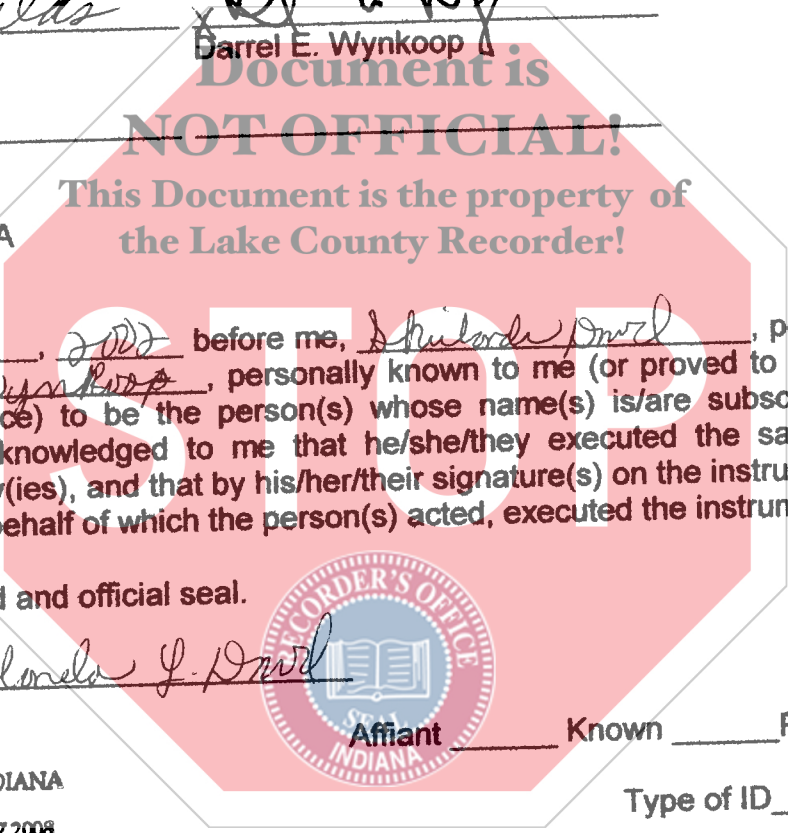 Darrel E. Wynkoop
Document is
NOT OFFICIAL!
This Document is the property of
the Lake County Recorder!
A
STOP
, 2002 before me, , p
ynkoop, personally known to me (or proved to
ce) to be the person(s) whose name(s) is/are subsc
knowledged to me that he/she/they executed the sa
y(ies), and that by his/her/their signature(s) on the instru
behalf of which the person(s) acted, executed the instrum
d and official seal.
RECORDER'S OFFICE
SEAL
INDIANA
Affiant Known
Type of ID
DIANA
7 2008